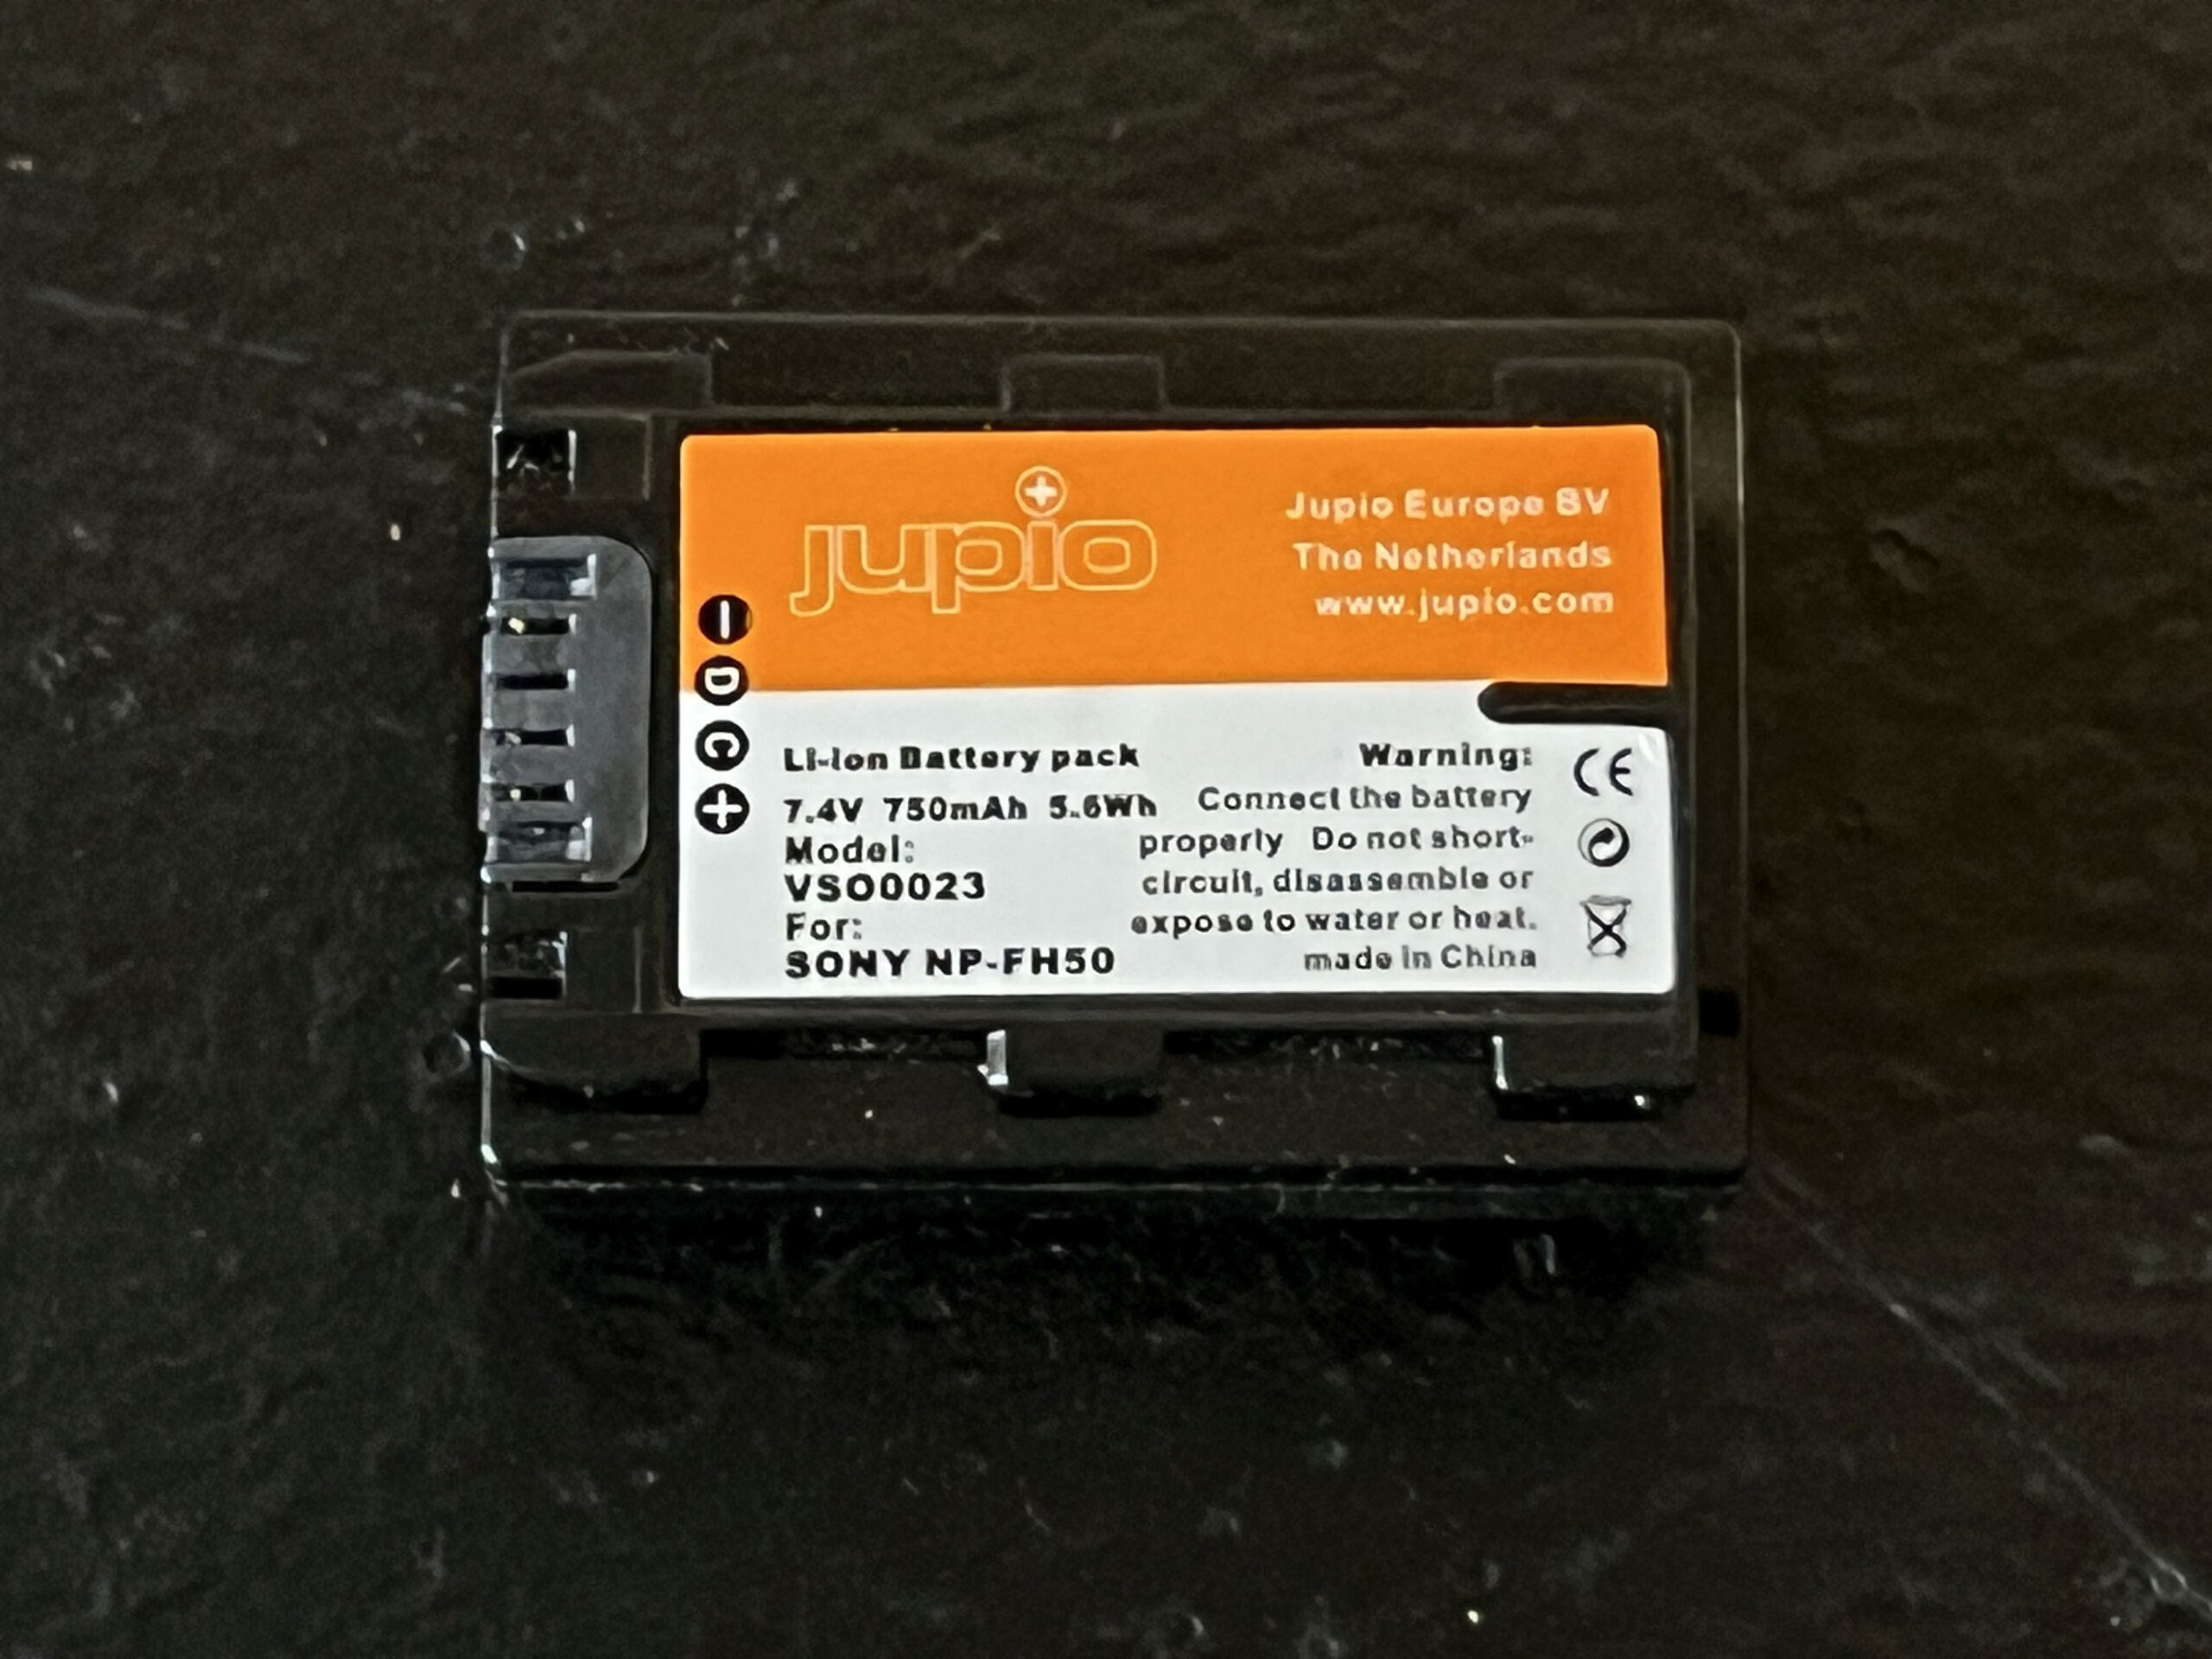 jupio
Jupio Europe BV
The Netherlands
www.jupio.com
D
C
Li-Ion Battery pack
7.4V 750mAh 5.6Wh
Model:
VSO0023
For:
SONY NP-FH50
Warning:
Connect the battery
properly Do not short-
circuit, disassemble or
expose to water or heat.
made in China
CE